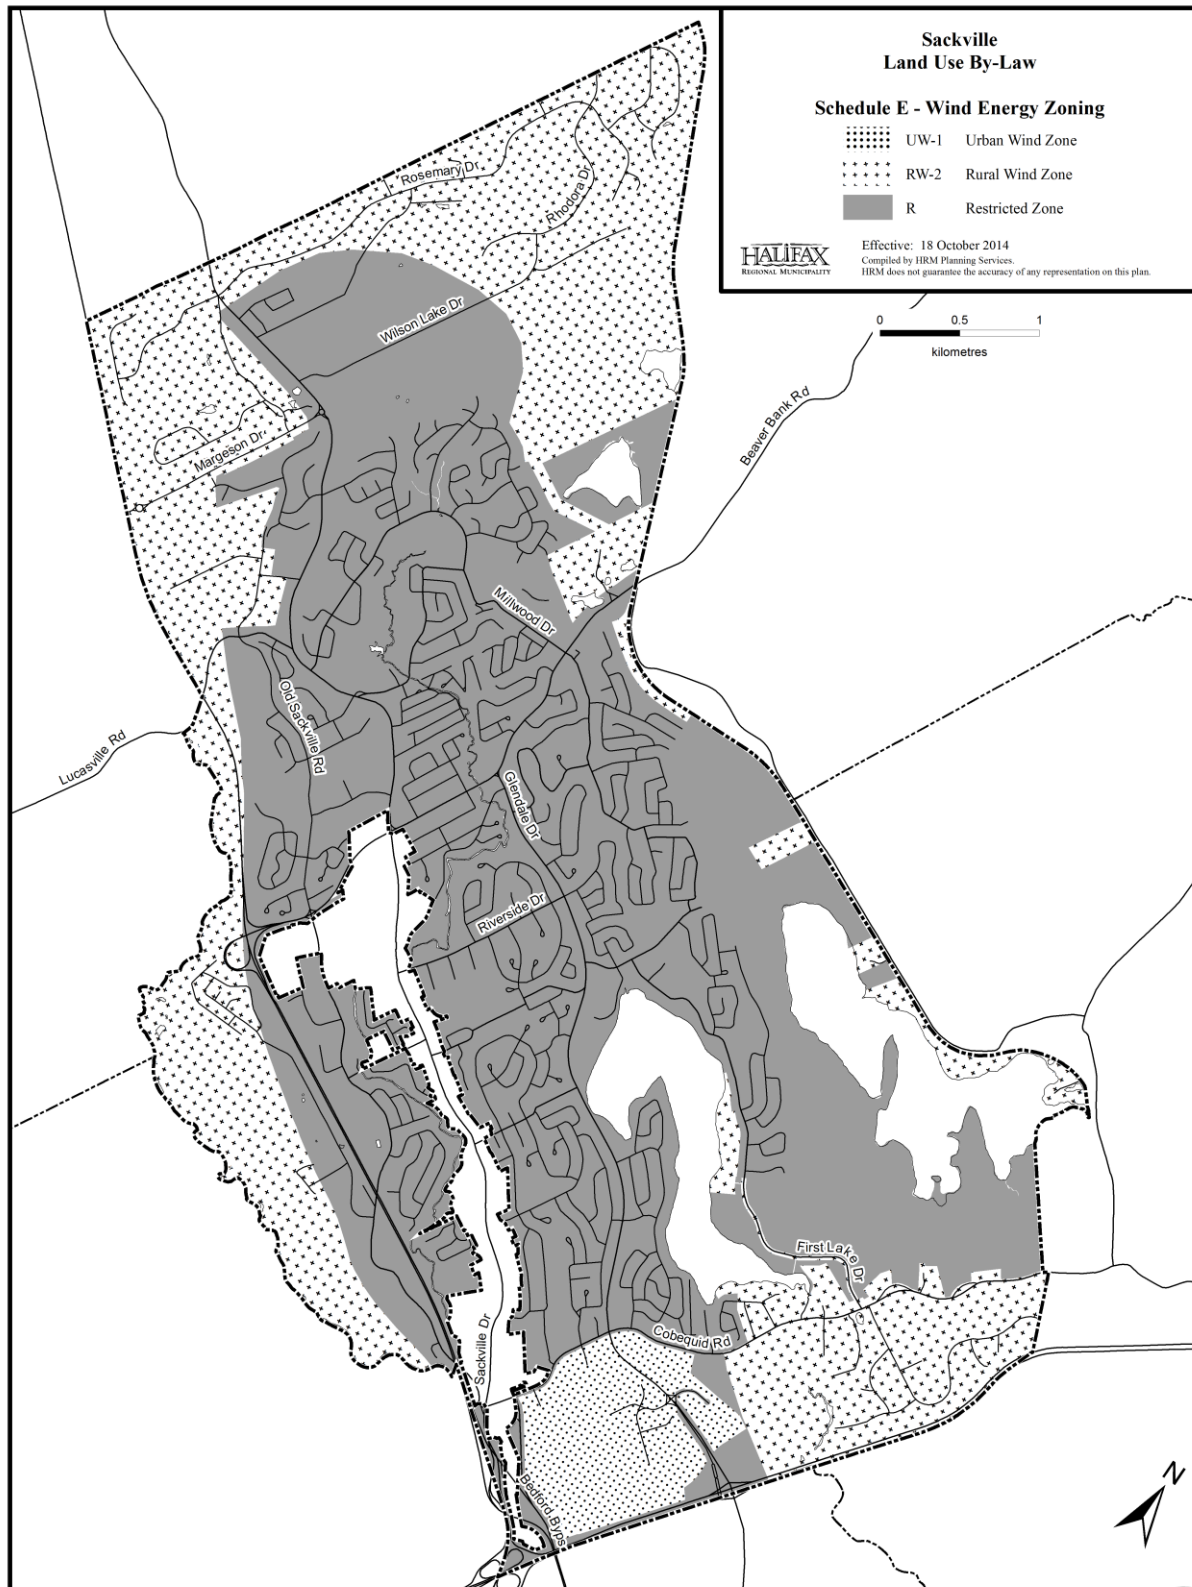 Sackville
Land Use By-Law
Schedule E - Wind Energy Zoning
UW-1 Urban Wind Zone
RW-2 Rural Wind Zone
R Restricted Zone
HALIFAX
REGIONAL MUNICIPALITY
Effective: 18 October 2014
Compiled by HRM Planning Services.
HRM does not guarantee the accuracy of any representation on this plan.
0 0.5 1
kilometres
Rosemary Dr
Rhodora Dr
Wilson Lake Dr
Beaver Bank Rd
Margeson Dr
Millwood Dr
Old Sackville Rd
Lucasville Rd
Glendale Dr
Riverside Dr
First Lake Dr
Cobequid Rd
Sackville Dr
Bedford Byps
N